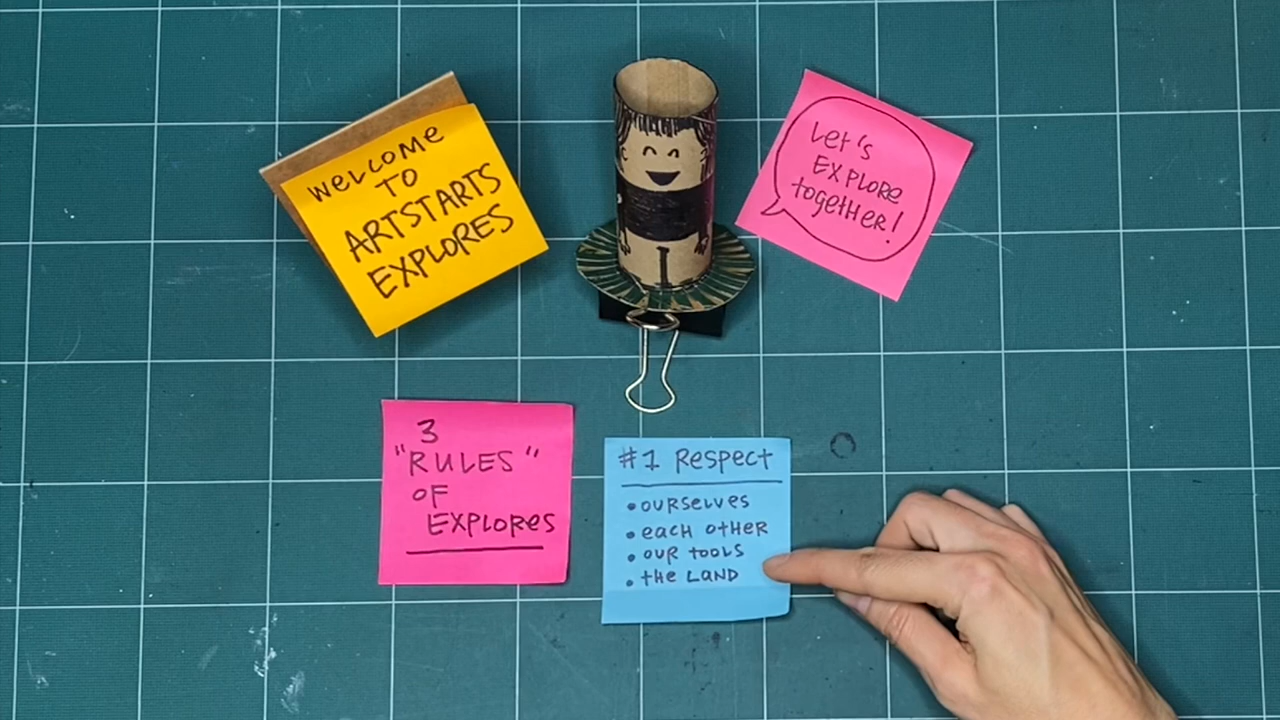 WELCOME
TO
ARTSTARTS
EXPLORES
Let's
EXPLORE
together!
3
"RULES"
OF
EXPLORES
#1 Respect
• OURSELVES
• each other
• our tools
• the Land